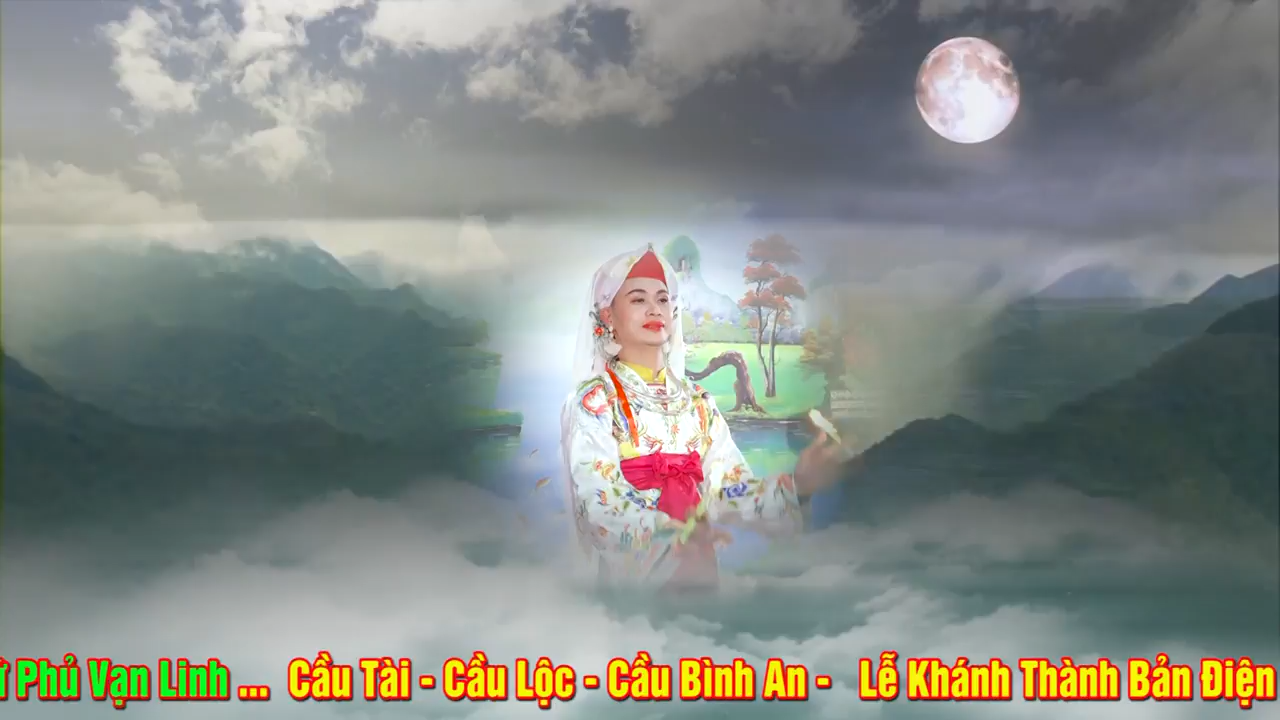 Phủ Vạn Linh ... Cầu Tài - Cầu Lộc - Cầu Bình An - Lễ Khánh Thành Bản Điện